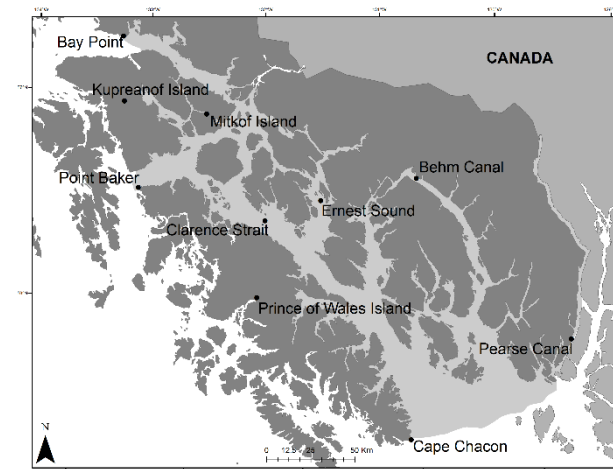 CANADA
Bay Point
Kupreanof Island
Mitkof Island
Point Baker
Behm Canal
Ernest Sound
Clarence Strait
Prince of Wales Island
Pearse Canal
Cape Chacon
N
0 12.5 25 50 Km